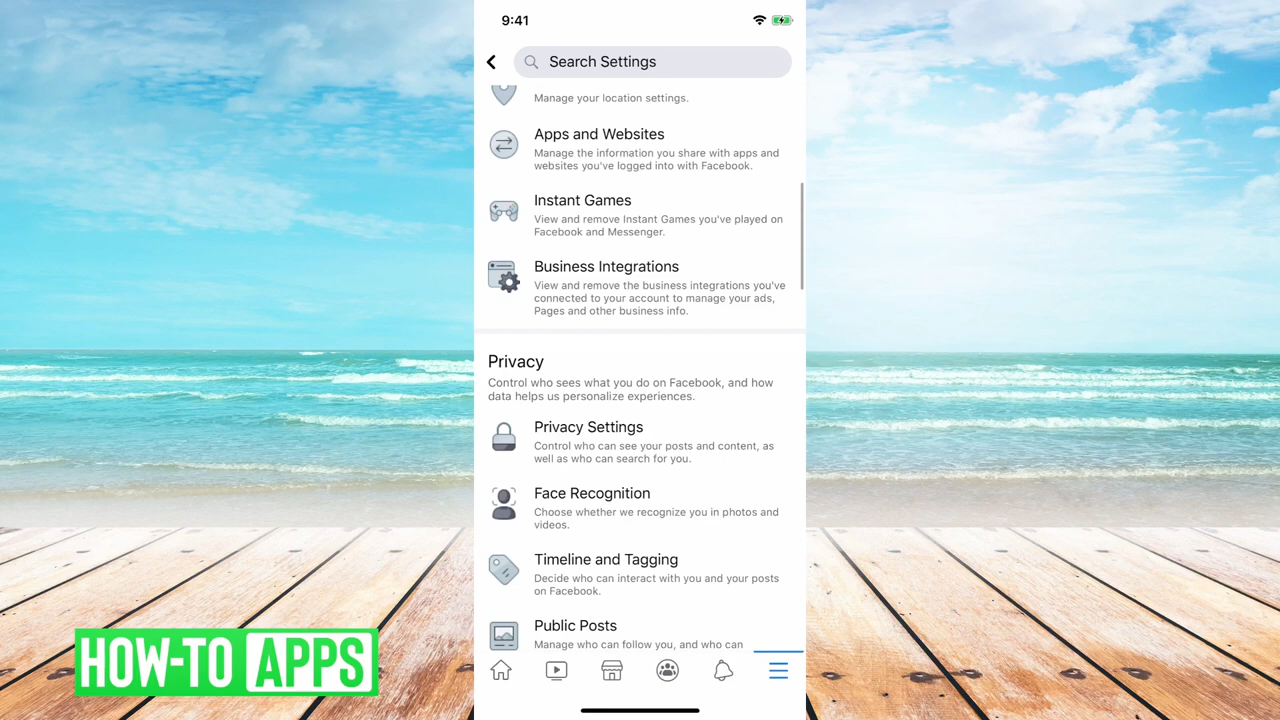 9:41
Search Settings
Manage your location settings.
Apps and Websites
Manage the information you share with apps and
websites you've logged into with Facebook.
Instant Games
View and remove Instant Games you've played on
Facebook and Messenger.
Business Integrations
View and remove the business integrations you've
connected to your account to manage your ads,
Pages and other business info.
Privacy
Control who sees what you do on Facebook, and how
data helps us personalize experiences.
Privacy Settings
Control who can see your posts and content, as
well as who can search for you.
Face Recognition
Choose whether we recognize you in photos and
videos.
Timeline and Tagging
Decide who can interact with you and your posts
on Facebook.
Public Posts
Manage who can follow you, and who can
HOW-TO APPS